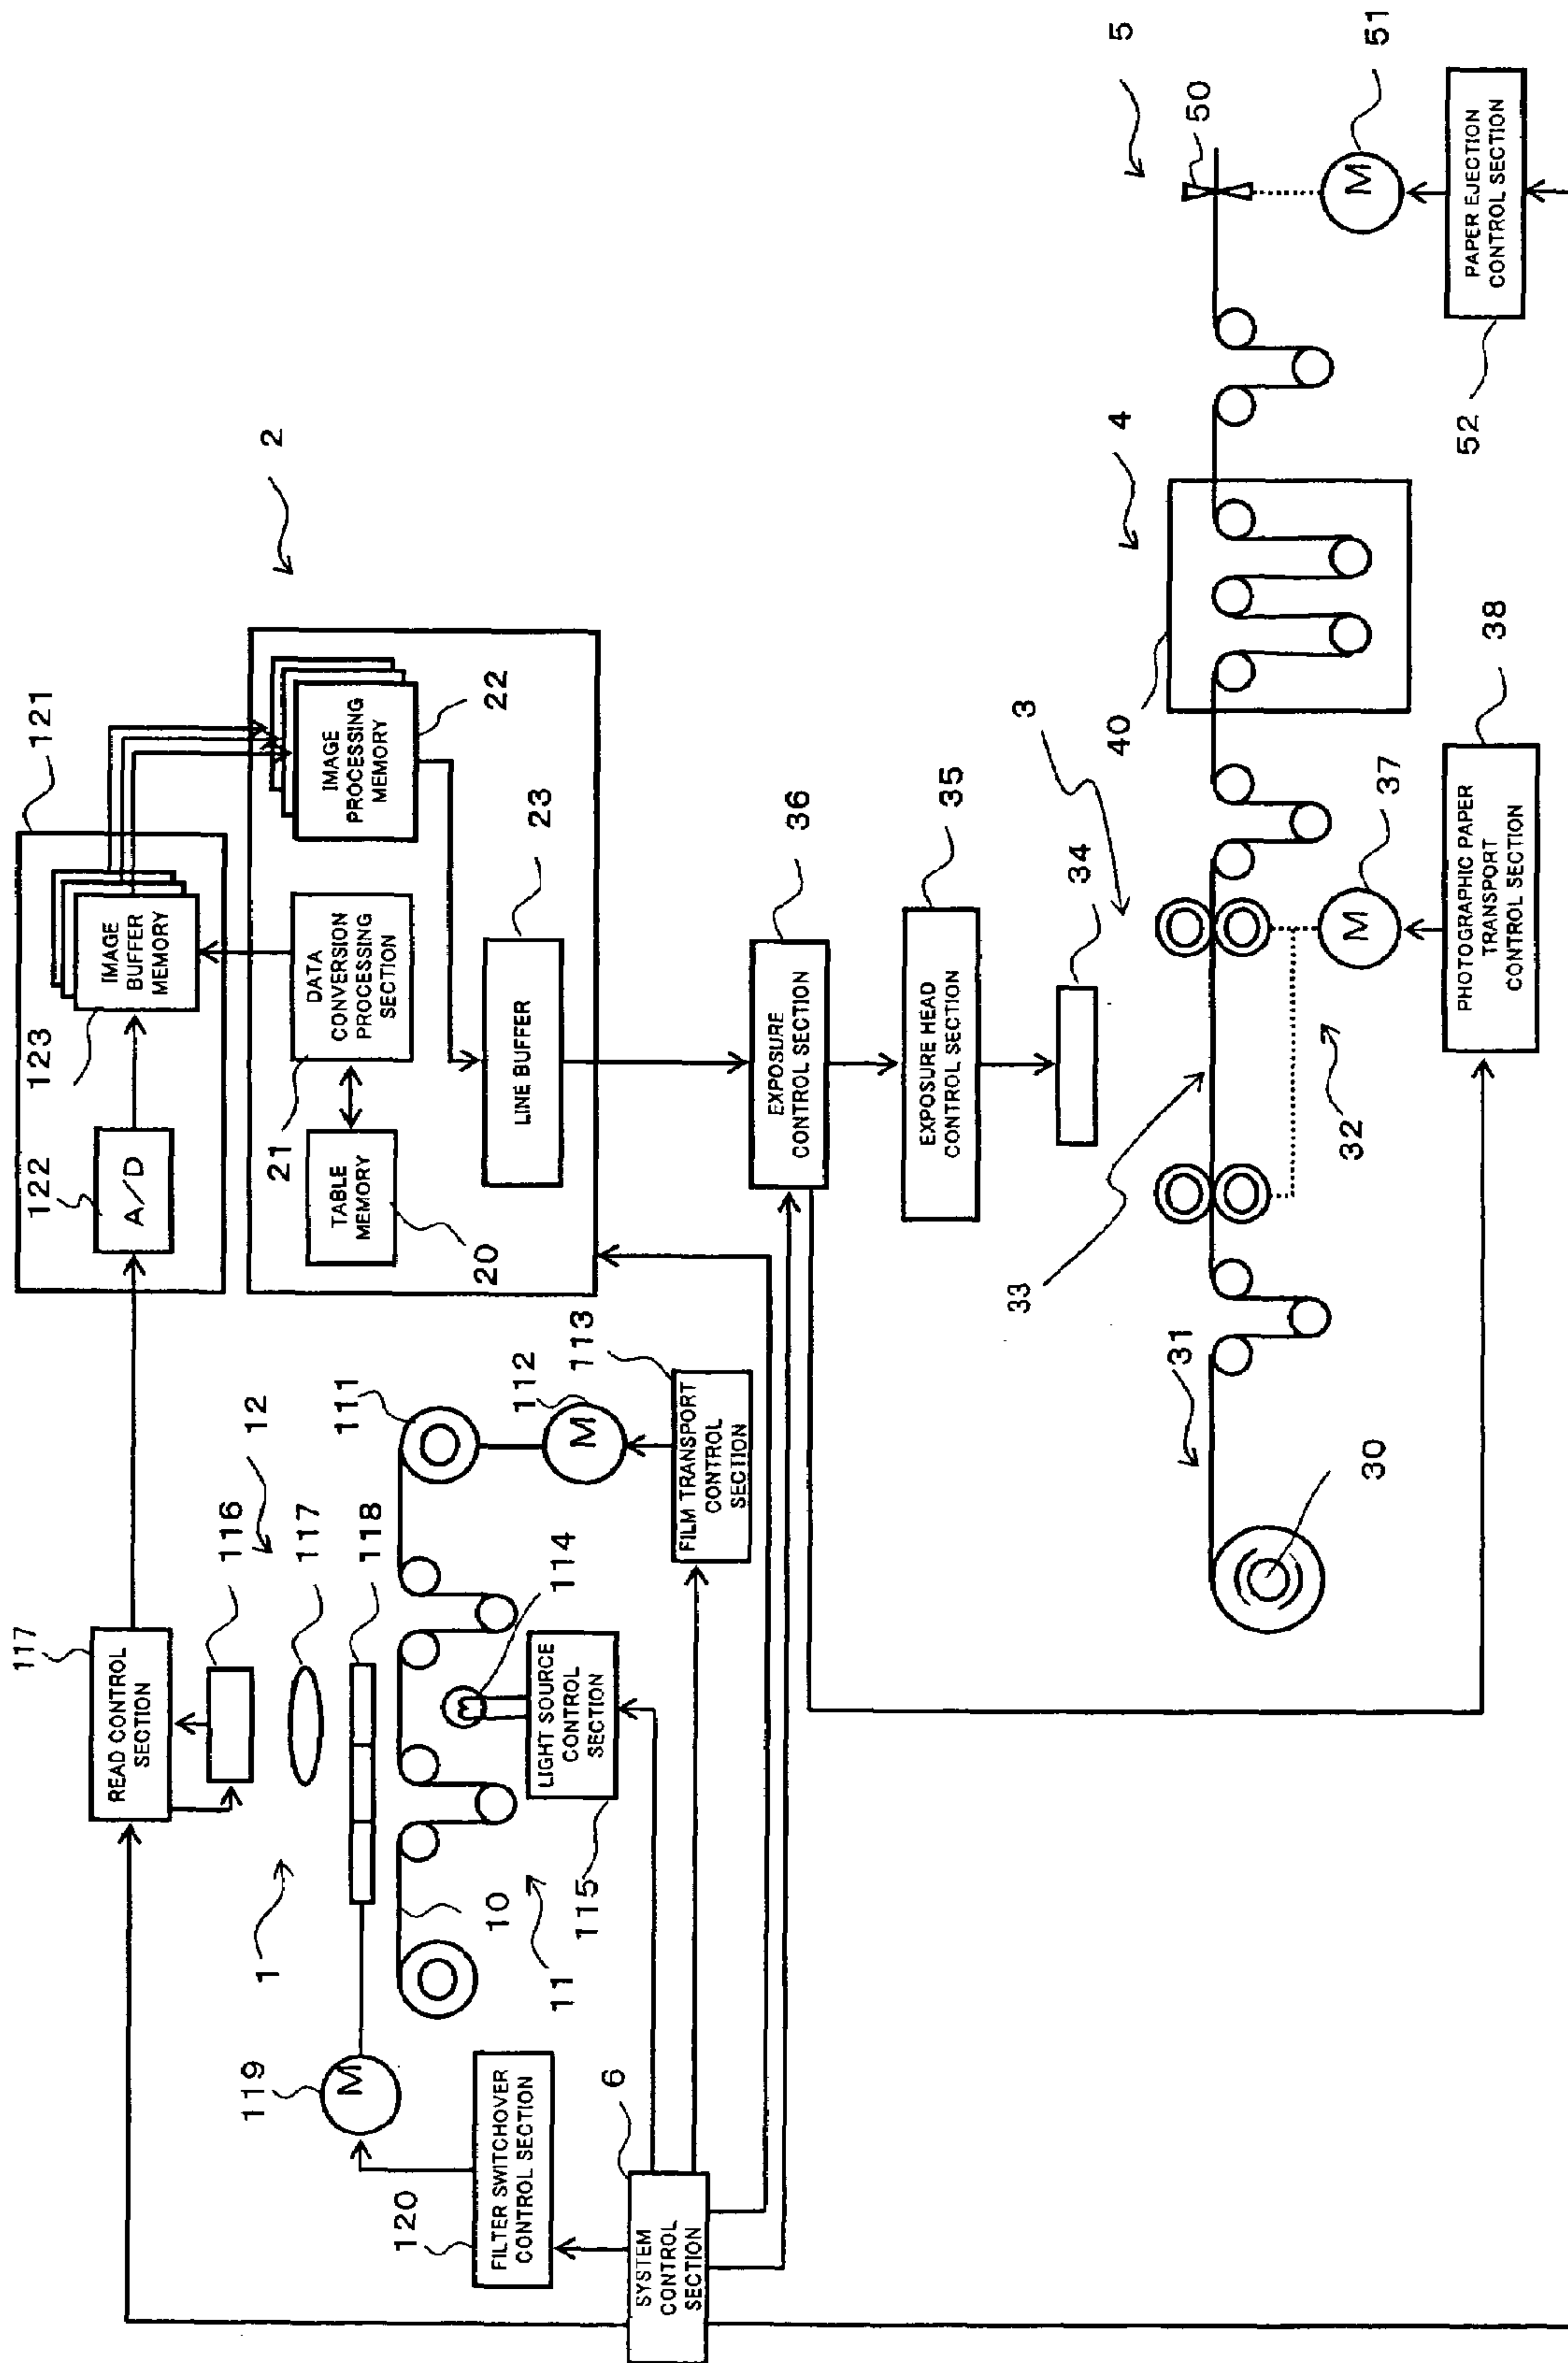 117
READ CONTROL
SECTION
116
12
117
118
1
119
M
10
11
111
112
M
113
FILM TRANSPORT
CONTROL
SECTION
114
LIGHT SOURCE
CONTROL
SECTION
115
120
FILTER SWITCHOVER
CONTROL SECTION
6
SYSTEM
CONTROL
SECTION
121
122
A/D
123
IMAGE
BUFFER
MEMORY
2
IMAGE
PROCESSING
MEMORY
22
DATA
CONVERSION
PROCESSING
SECTION
21
TABLE
MEMORY
20
LINE BUFFER
23
EXPOSURE
CONTROL SECTION
36
EXPOSURE HEAD
CONTROL SECTION
35
34
3
33
31
30
32
M
37
PHOTOGRAPHIC PAPER
TRANSPORT
CONTROL SECTION
38
40
4
5
50
M
51
PAPER EJECTION
CONTROL SECTION
52